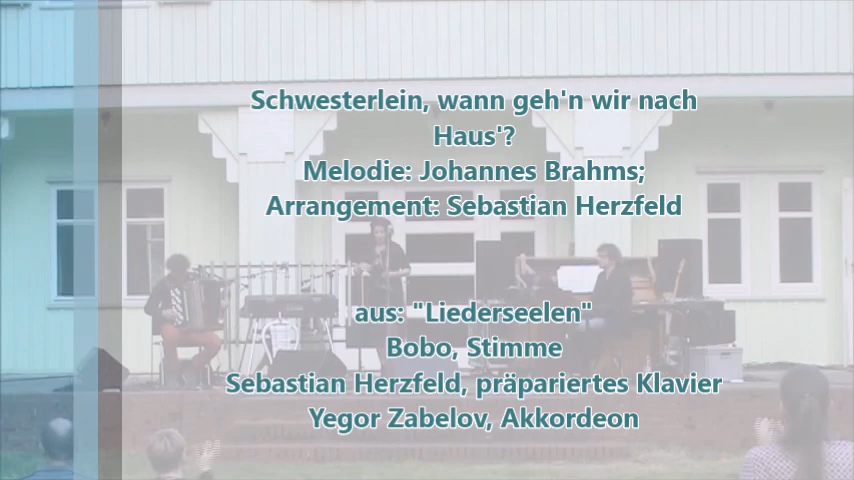 Schwesterlein, wann geh'n wir nach
Haus'?
Melodie: Johannes Brahms;
Arrangement: Sebastian Herzfeld
aus: "Liederseelen"
Bobo, Stimme
Sebastian Herzfeld, präpariertes Klavier
Yegor Zabelov, Akkordeon